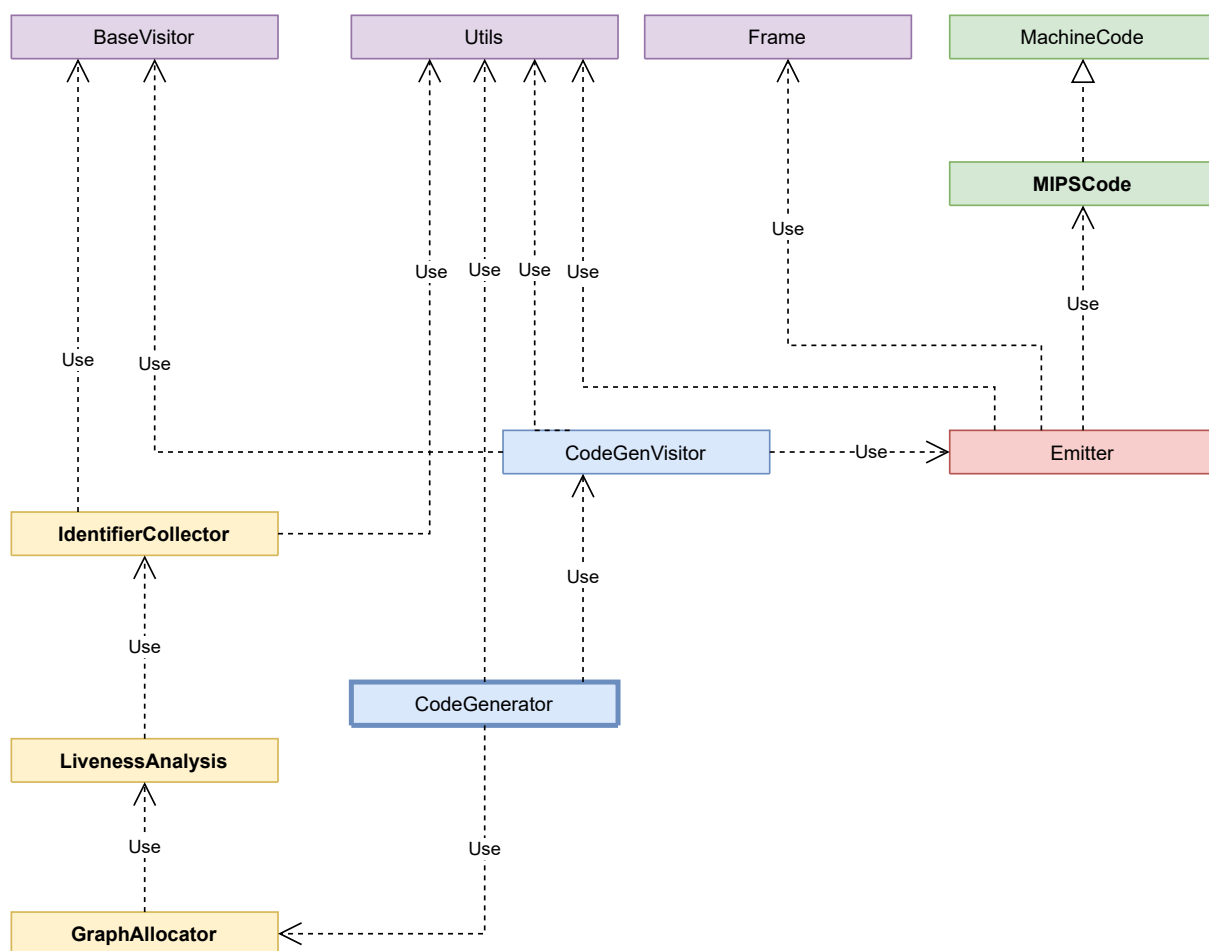 BaseVisitor
Utils
Frame
MachineCode
MIPSCode
Use
Use
Use
Use
Use
Use
Use
Use
Use
CodeGenVisitor
Use
Emitter
IdentifierCollector
Use
Use
CodeGenerator
LivenessAnalysis
Use
Use
GraphAllocator